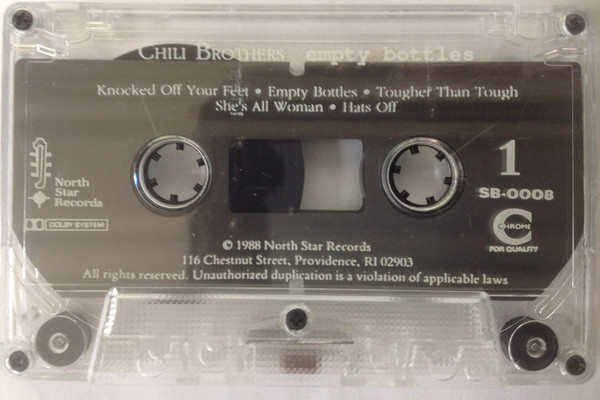 CHILI BROTHERS empty bottles
Knocked Off Your Feet • Empty Bottles • Tougher Than Tough
She's All Woman • Hats Off
1
North
Star
Records
SB-0008
DOLBY SYSTEM
CHROME
FOR QUALITY
© 1988 North Star Records
116 Chestnut Street, Providence, RI 02903
All rights reserved. Unauthorized duplication is a violation of applicable laws